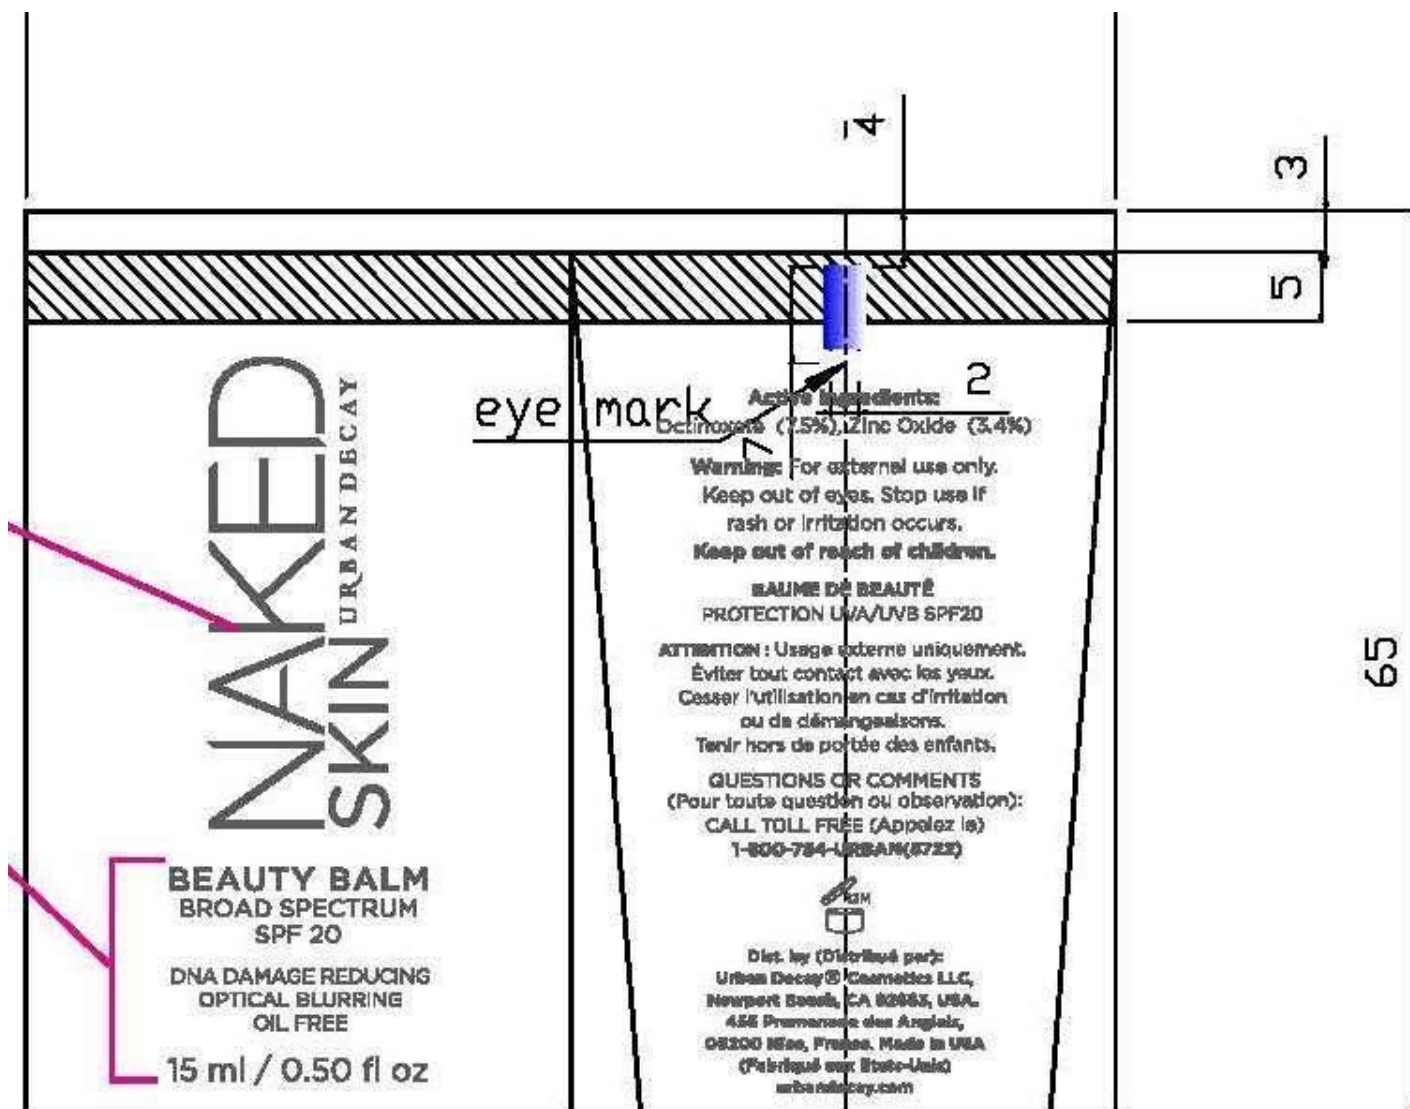 4
3
5
65
2
7
eye mark
NAKED
URBAN DECAY
SKIN
BEAUTY BALM
BROAD SPECTRUM
SPF 20
DNA DAMAGE REDUCING
OPTICAL BLURRING
OIL FREE
15 ml / 0.50 fl oz
Active Ingredients:
Octinoxate (7.5%), Zinc Oxide (3.4%)
Warning: For external use only.
Keep out of eyes. Stop use if
rash or irritation occurs.
Keep out of reach of children.
BAUME DE BEAUTÉ
PROTECTION UVA/UVB SPF20
ATTENTION : Usage externe uniquement.
Éviter tout contact avec les yeux.
Cesser l'utilisation en cas d'irritation
ou de démangeaisons.
Tenir hors de portée des enfants.
QUESTIONS OR COMMENTS
(Pour toute question ou observation):
CALL TOLL FREE (Appelez le)
1-800-784-URBAN(8722)
12M
Dist. by (Distribué par):
Urban Decay® Cosmetics LLC,
Newport Beach, CA USA.
Promenade des Anglais,
Nice, France. Made in USA
(Fabriqué aux États-Unis)
urbandecay.com